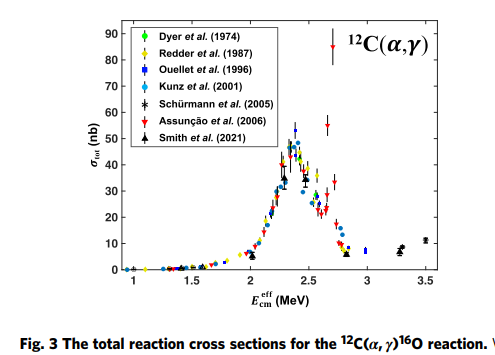 90
80
70
60
50
40
30
20
10
0
σtot (nb)
Dyer et al. (1974)
Redder et al. (1987)
Ouellet et al. (1996)
Kunz et al. (2001)
Schürmann et al. (2005)
Assunção et al. (2006)
Smith et al. (2021)
¹²C(α,γ)
1 1.5 2 2.5 3 3.5
E_cm^eff (MeV)
Fig. 3 The total reaction cross sections for the ¹²C(α, γ)¹⁶O reaction.